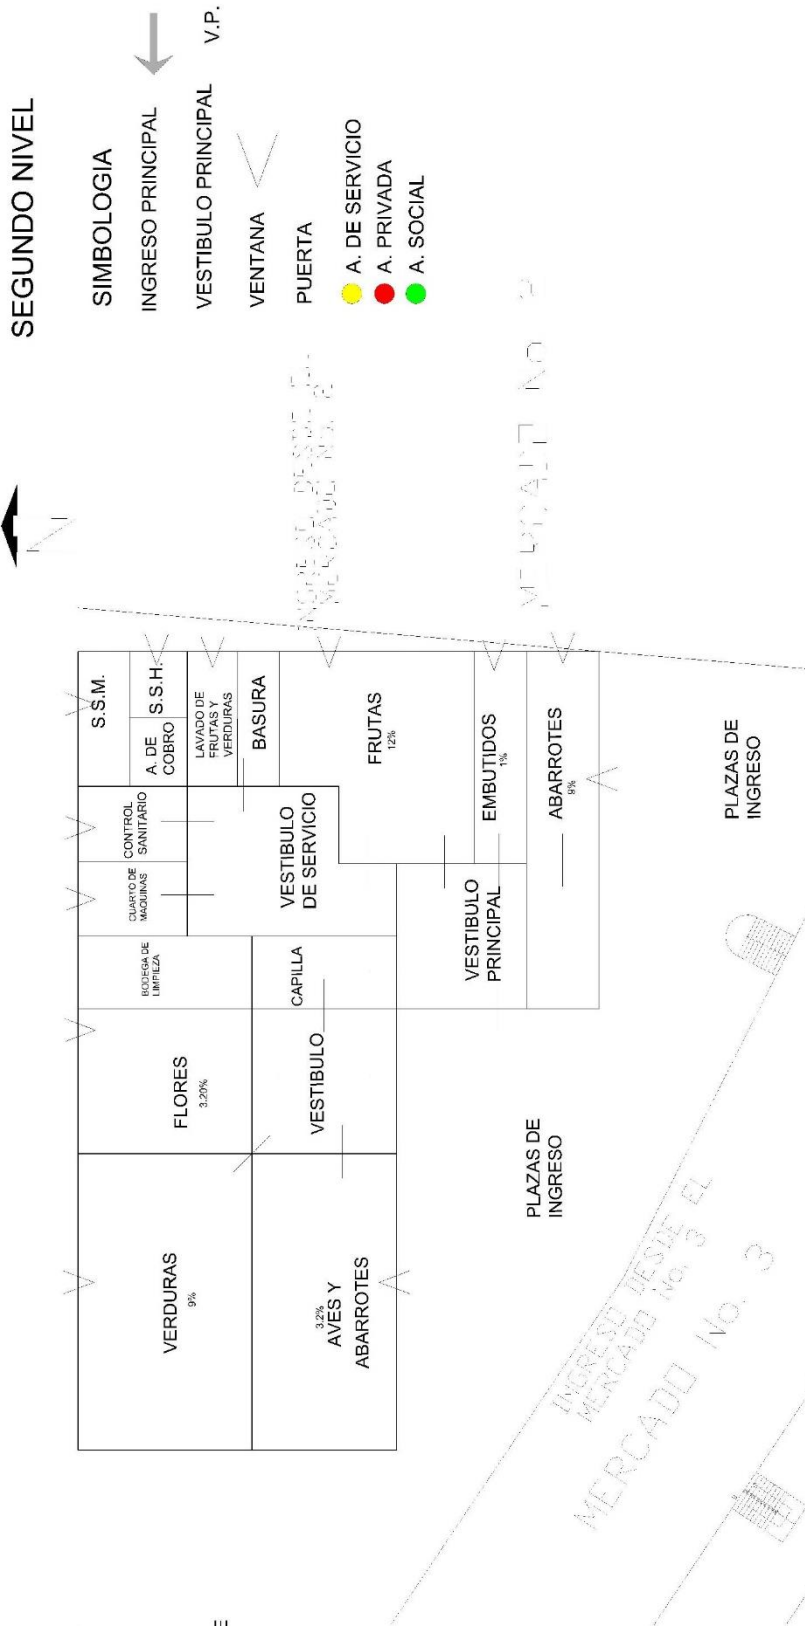 SEGUNDO NIVEL
SIMBOLOGIA
INGRESO PRINCIPAL
VESTIBULO PRINCIPAL
V.P.
VENTANA
PUERTA
A. DE SERVICIO
A. PRIVADA
A. SOCIAL
N
S.S.M.
A. DE
COBRO
S.S.H.
CONTROL
SANITARIO
CUARTO DE
MAQUINAS
BODEGA DE
LIMPIEZA
LAVADO DE
FRUTAS Y
VERDURAS
BASURA
FLORES
3.20%
VERDURAS
9%
VESTIBULO
DE SERVICIO
CAPILLA
VESTIBULO
3.2%
AVES Y
ABARROTES
FRUTAS
12%
VESTIBULO
PRINCIPAL
EMBUTIDOS
1%
ABARROTES
9%
PLAZAS DE
INGRESO
PLAZAS DE
INGRESO
INGRESO DESDE EL
MERCADO No. 3
MERCADO No. 3
MERCADO No. 2
E